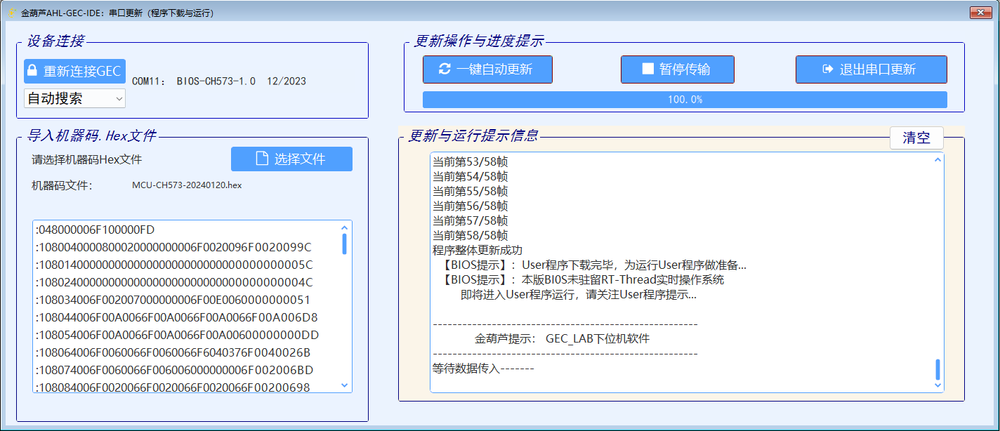 金葫芦AHL-GEC-IDE：串口更新（程序下载与运行）
设备连接
重新连接GEC
COM11： BIOS-CH573-1.0 12/2023
自动搜索
更新操作与进度提示
一键自动更新
暂停传输
退出串口更新
100.0%
导入机器码.Hex文件
请选择机器码Hex文件
选择文件
机器码文件：
MCU-CH573-20240120.hex
:048000006F100000FD
:1080040000800020000000006F0020096F0020099C
:1080140000000000000000000000000000000000005C
:1080240000000000000000000000000000000000004C
:108034006F002007000000006F00E0060000000051
:108044006F00A0066F00A0066F00A0066F00A006D8
:108054006F00A0066F00A0066F00A00600000000DD
:108064006F0060066F0060066F6040376F0040026B
:108074006F0060066F006006000000006F002006BD
:108084006F0020066F0020066F0020066F00200698
更新与运行提示信息
清空
当前第53/58帧
当前第54/58帧
当前第55/58帧
当前第56/58帧
当前第57/58帧
当前第58/58帧
程序整体更新成功
【BIOS提示】：User程序下载完毕，为运行User程序做准备...
【BIOS提示】：本版BI0S未驻留RT-Thread实时操作系统
即将进入User程序运行，请关注User程序提示...
------------------------------------------------------
金葫芦提示： GEC_LAB下位机软件
------------------------------------------------------
等待数据传入-------